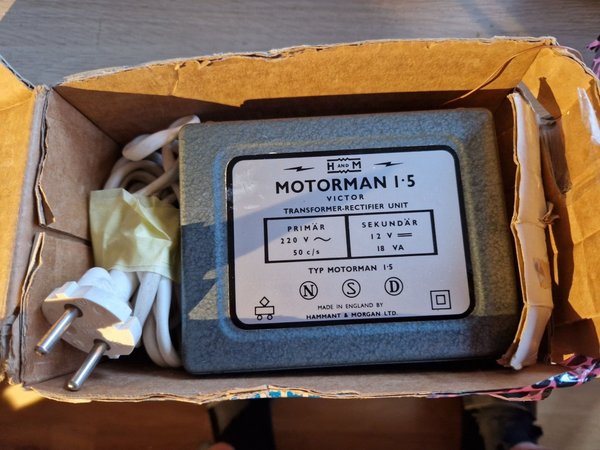 H AND M
MOTORMAN 1·5
VICTOR
TRANSFORMER-RECTIFIER UNIT
PRIMÄR
220 V ~
50 c/s
SEKUNDÄR
12 V ⎓
18 VA
TYP MOTORMAN 1·5
N S D
MADE IN ENGLAND BY
HAMMANT & MORGAN LTD.